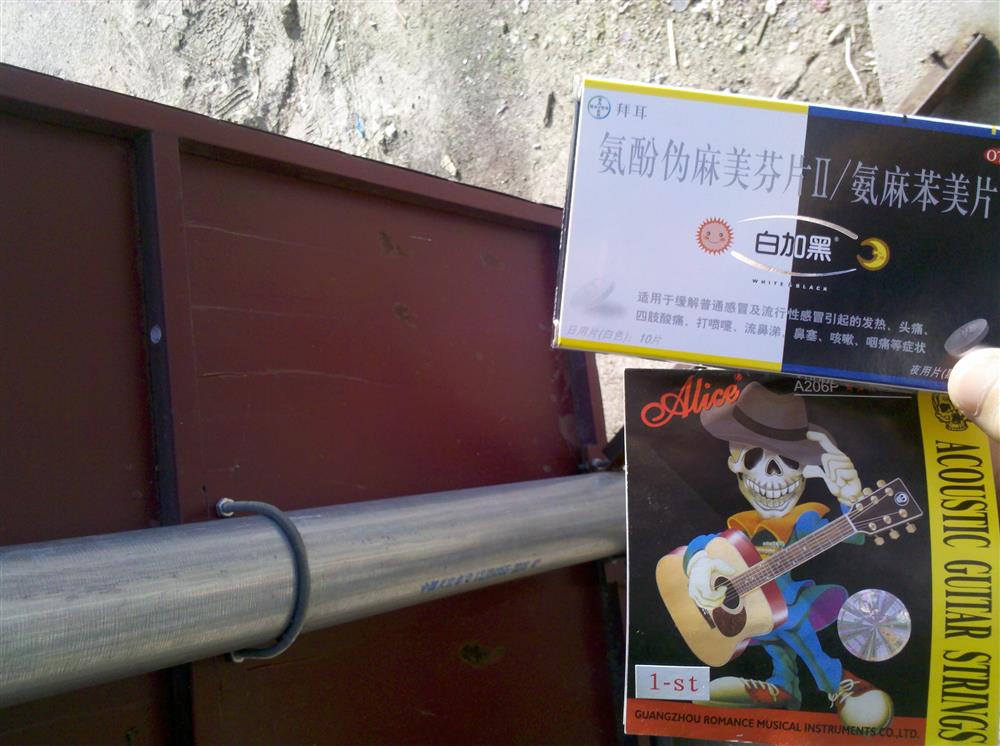 拜耳
氨酚伪麻美芬片II/氨麻苯美片
白加黑®
WHITE & BLACK
适用于缓解普通感冒及流行性感冒引起的发热、头痛、
四肢酸痛、打喷嚏、流鼻涕、鼻塞、咳嗽、咽痛等症状
日用片(白色): 10片
夜用片
Alice®
A206P
ACOUSTIC GUITAR STRINGS
1-st
GUANGZHOU ROMANCE MUSICAL INSTRUMENTS CO.,LTD.